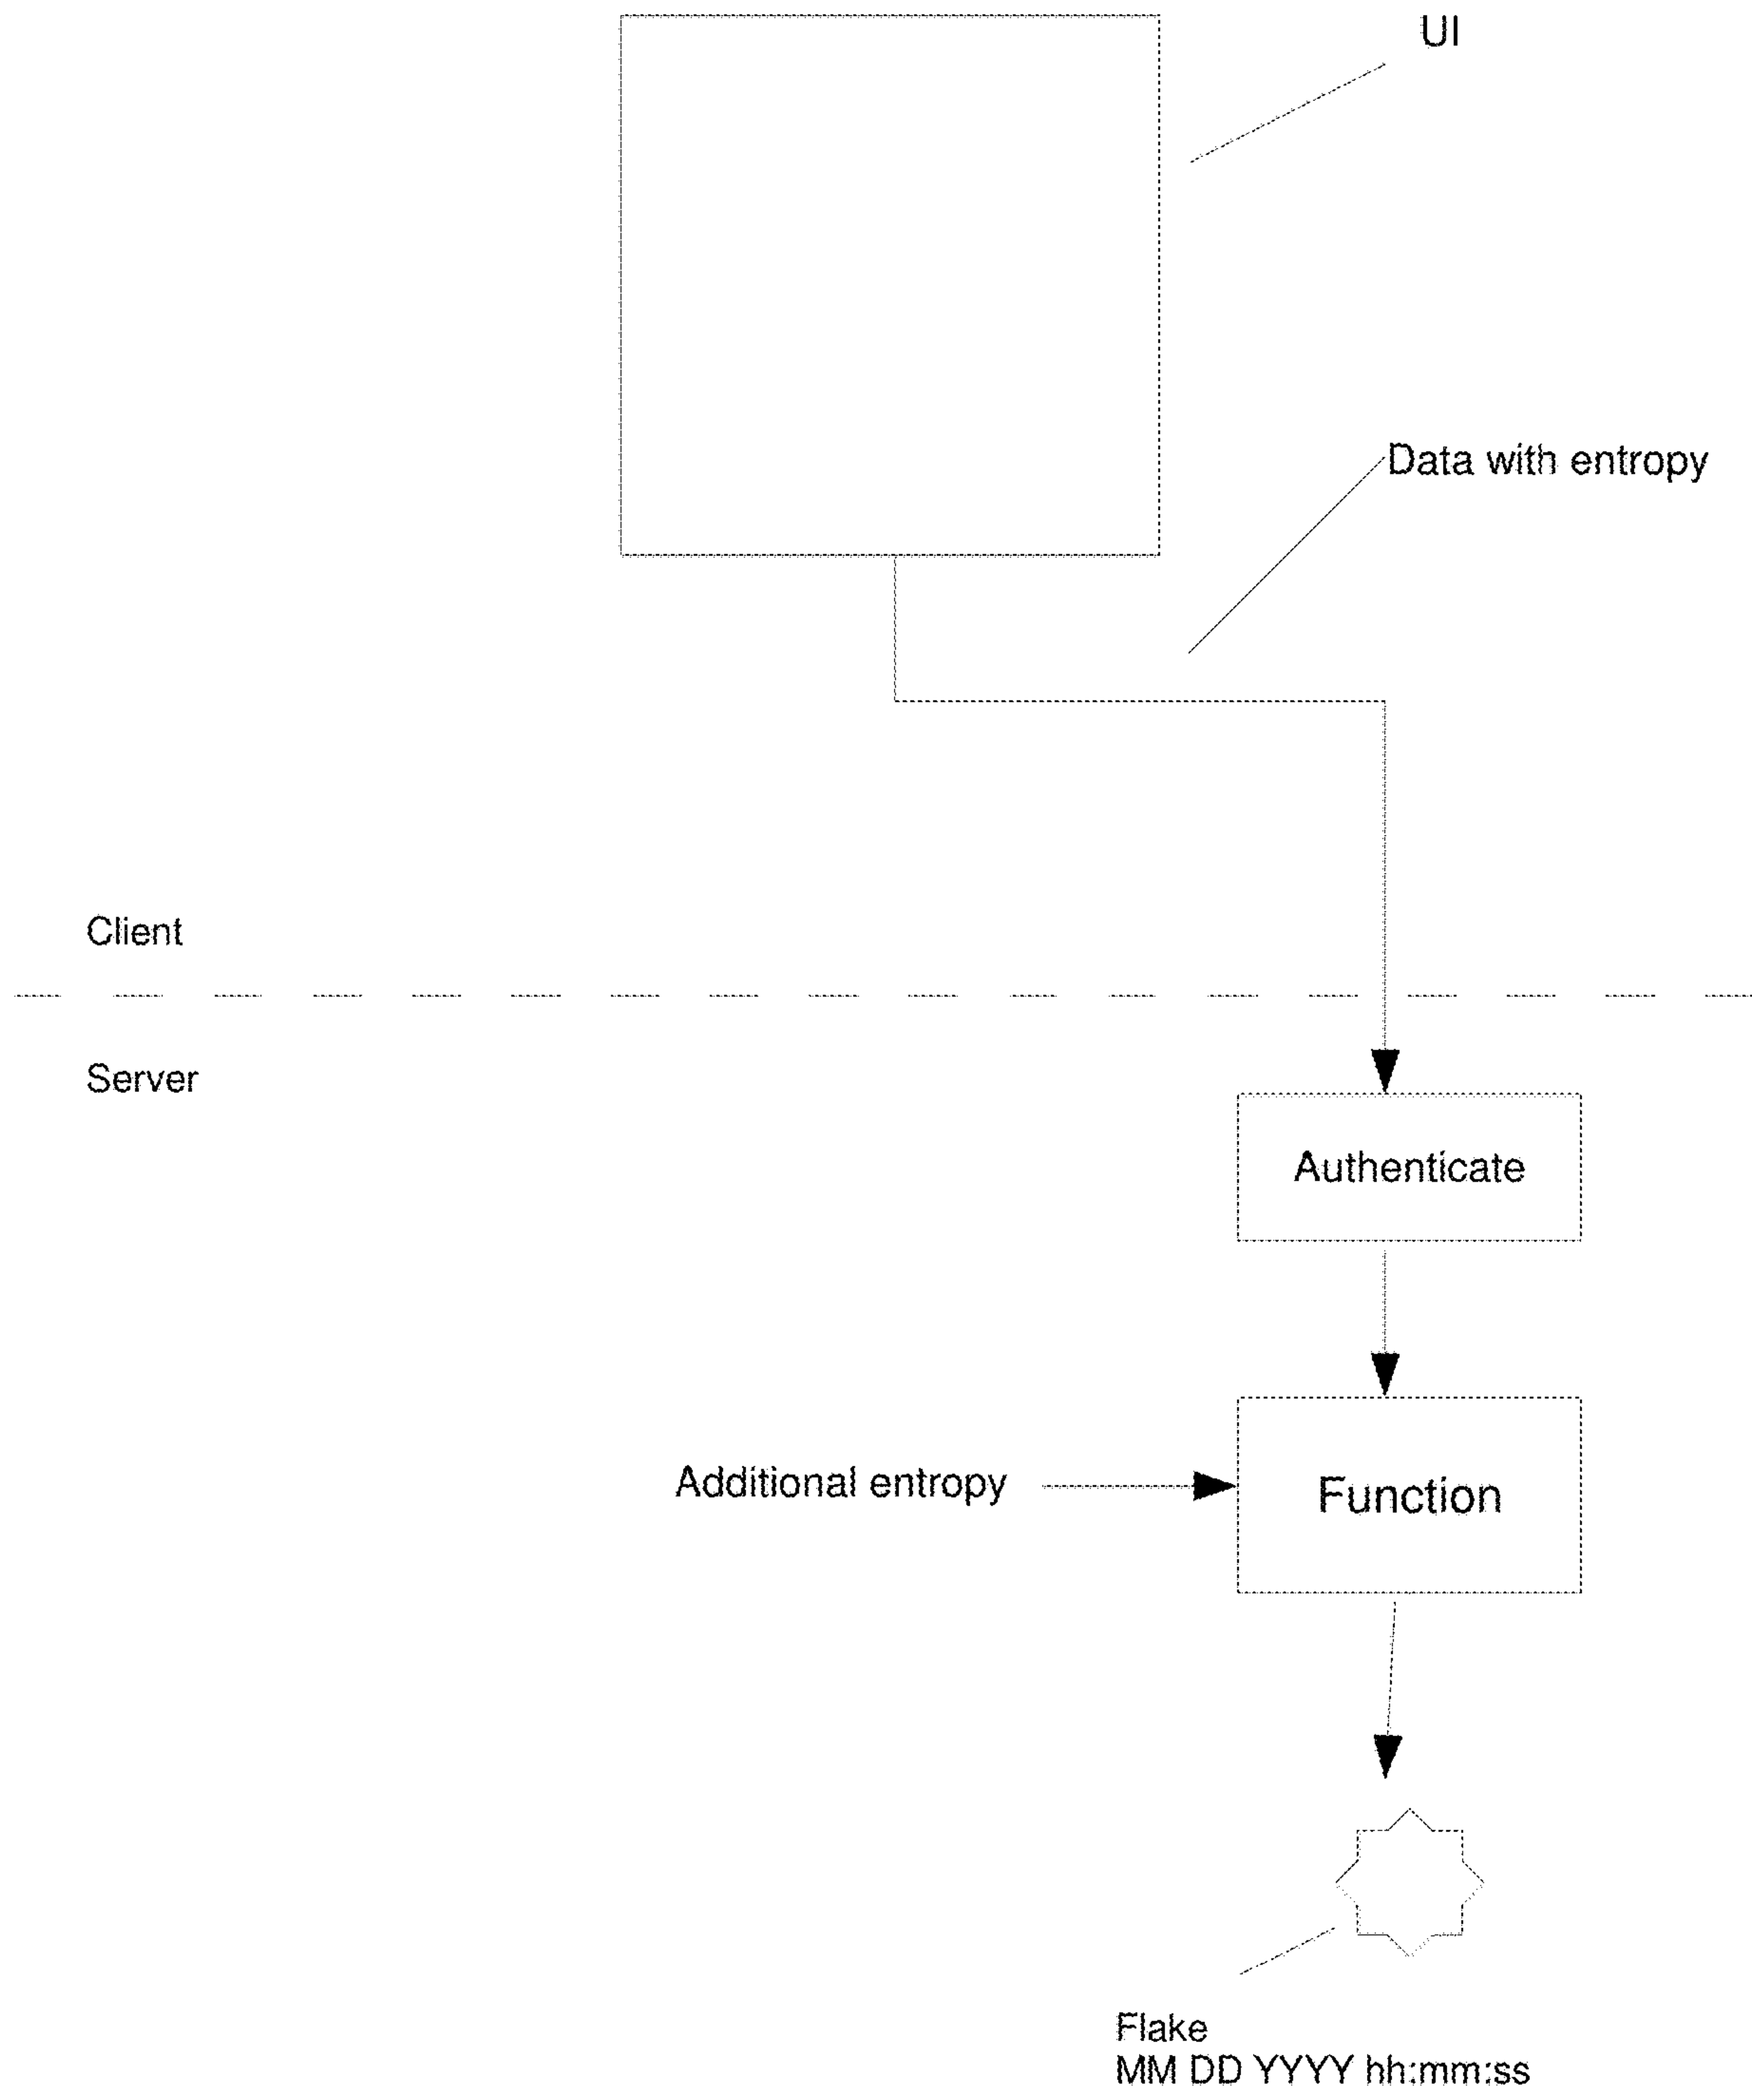 UI
Data with entropy
Client
Server
Authenticate
Additional entropy
Function
Flake
MM DD YYYY hh:mm:ss